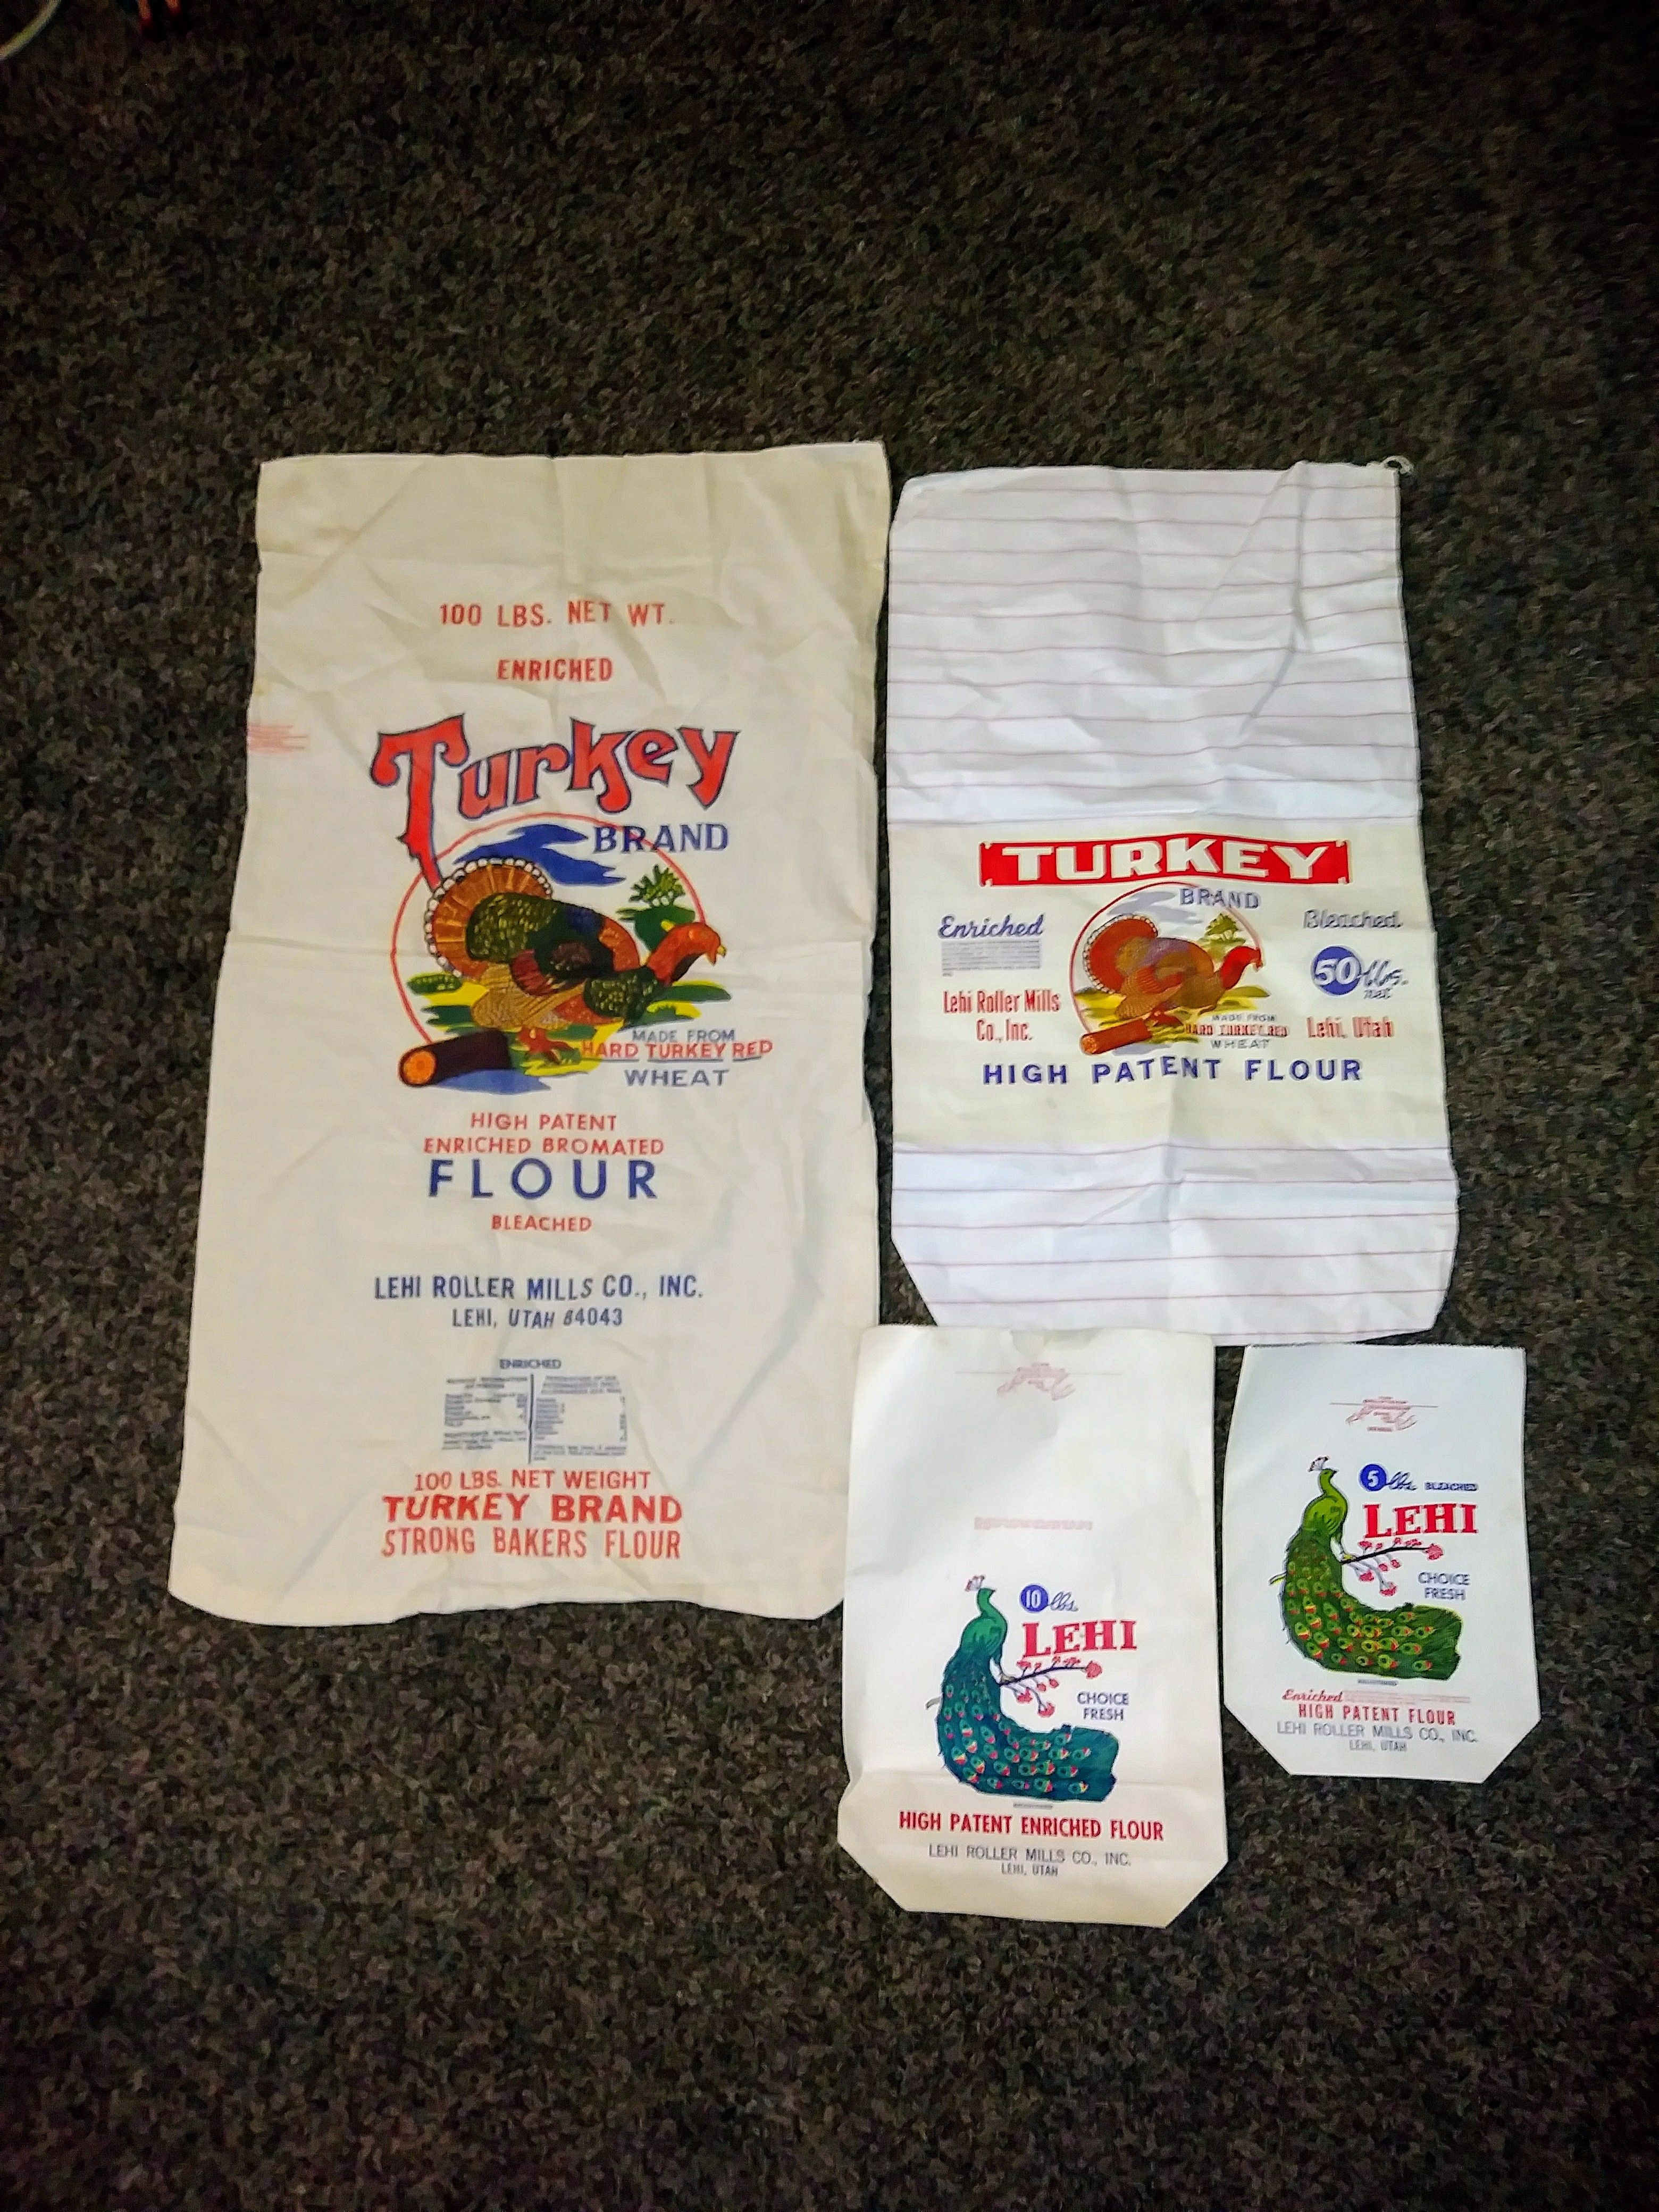 100 LBS. NET WT.
ENRICHED
Turkey
BRAND
MADE FROM
HARD TURKEY RED
WHEAT
HIGH PATENT
ENRICHED BROMATED
FLOUR
BLEACHED
LEHI ROLLER MILLS CO., INC.
LEHI, UTAH 84043
ENRICHED
100 LBS. NET WEIGHT
TURKEY BRAND
STRONG BAKERS FLOUR
TURKEY
BRAND
Enriched
Bleached
50 lbs.
net
Lehi Roller Mills
Co., Inc.
Lehi, Utah
MADE FROM
HARD TURKEY RED
WHEAT
HIGH PATENT FLOUR
10 lbs.
LEHI
CHOICE
FRESH
HIGH PATENT ENRICHED FLOUR
LEHI ROLLER MILLS CO., INC.
LEHI, UTAH
5 lbs. BLEACHED
LEHI
CHOICE
FRESH
Enriched
HIGH PATENT FLOUR
LEHI ROLLER MILLS CO., INC.
LEHI, UTAH